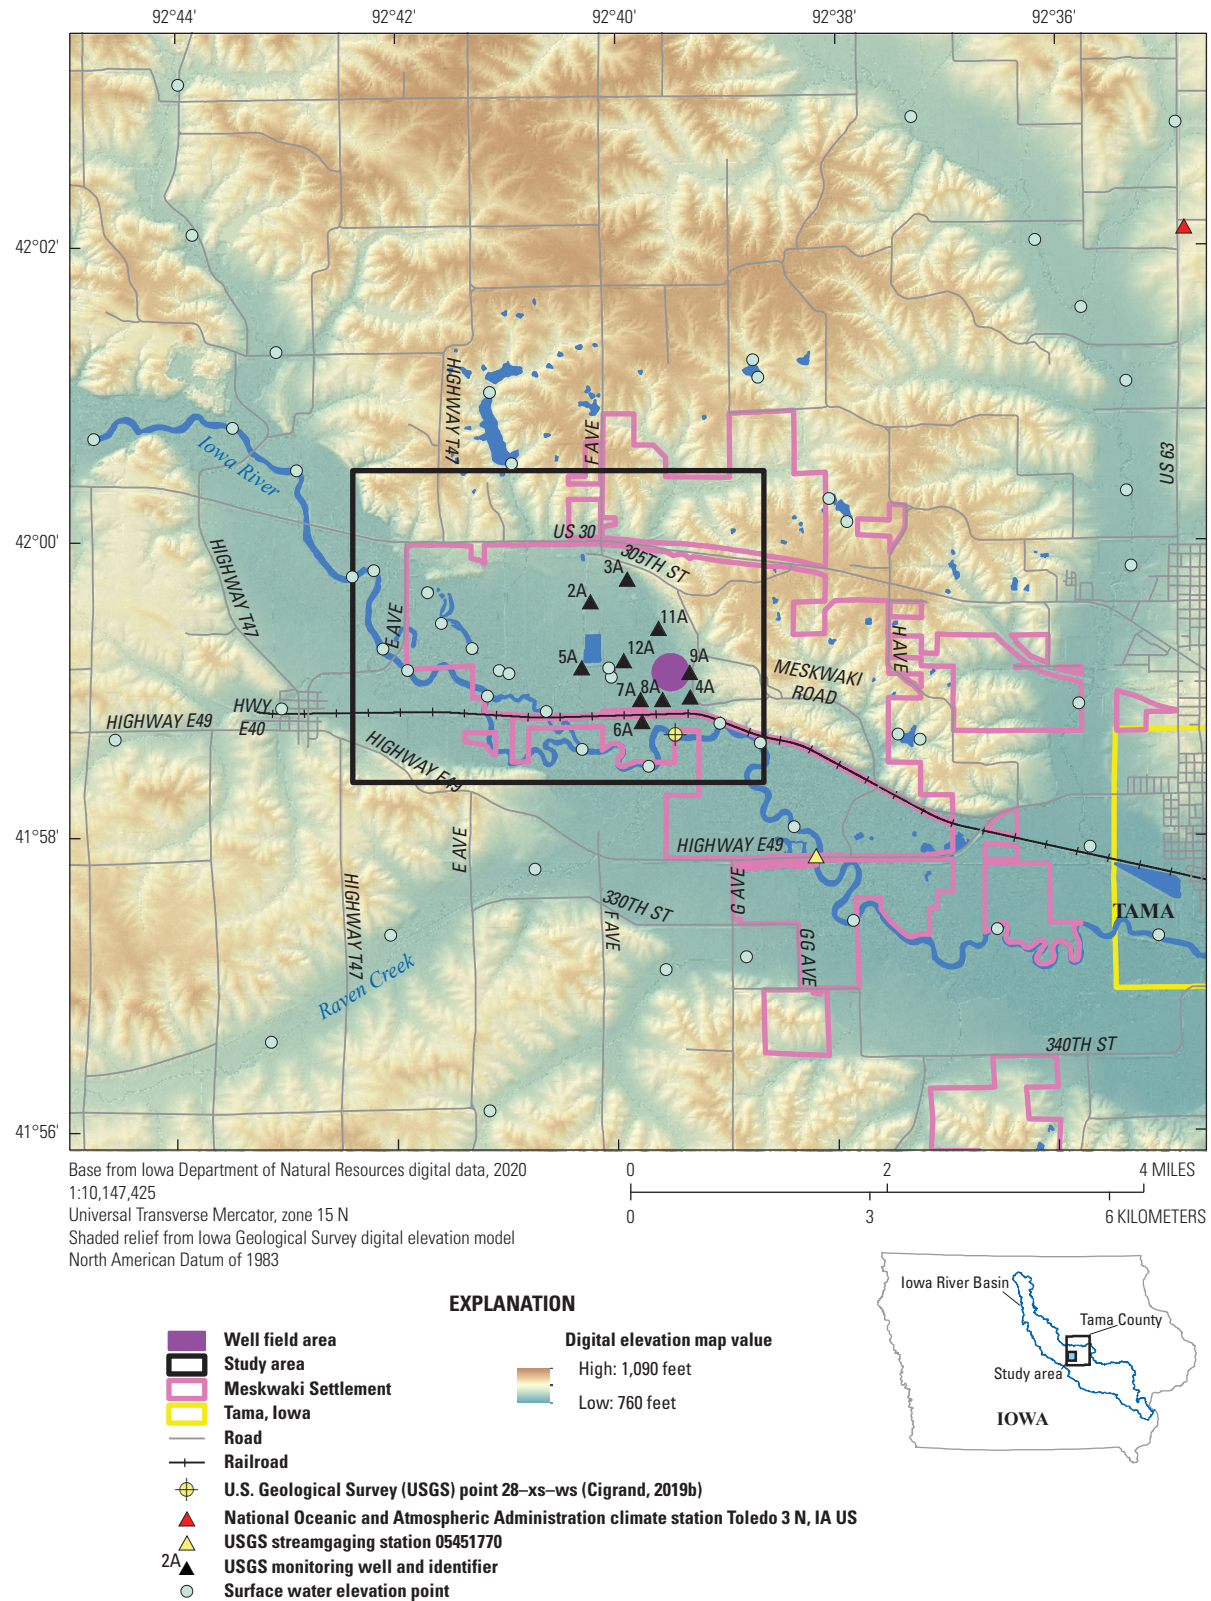 92°44' 92°42' 92°40' 92°38' 92°36'
42°02'
HIGHWAY T47
F AVE
Iowa River
US 63
42°00'
US 30
305TH ST
HIGHWAY T47
3A
2A
11A
E AVE
H AVE
12A
5A
9A
MESKWAKI
ROAD
7A
8A
4A
6A
HIGHWAY E49
HWY
E40
HIGHWAY E49
41°58'
HIGHWAY E49
E AVE
G AVE
HIGHWAY T47
330TH ST
F AVE
GG AVE
TAMA
Raven Creek
340TH ST
41°56'
Base from Iowa Department of Natural Resources digital data, 2020
1:10,147,425
Universal Transverse Mercator, zone 15 N
Shaded relief from Iowa Geological Survey digital elevation model
North American Datum of 1983
0 2 4 MILES
0 3 6 KILOMETERS
Iowa River Basin
Tama County
Study area
IOWA
EXPLANATION
Well field area
Study area
Meskwaki Settlement
Tama, Iowa
Road
Railroad
U.S. Geological Survey (USGS) point 28–xs–ws (Cigrand, 2019b)
National Oceanic and Atmospheric Administration climate station Toledo 3 N, IA US
USGS streamgaging station 05451770
2A USGS monitoring well and identifier
Surface water elevation point
Digital elevation map value
High: 1,090 feet
Low: 760 feet